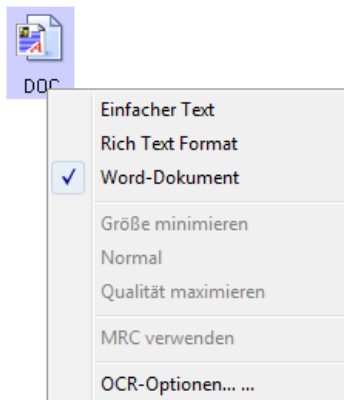 DOC
Einfacher Text
Rich Text Format
Word-Dokument
Größe minimieren
Normal
Qualität maximieren
MRC verwenden
OCR-Optionen... ...